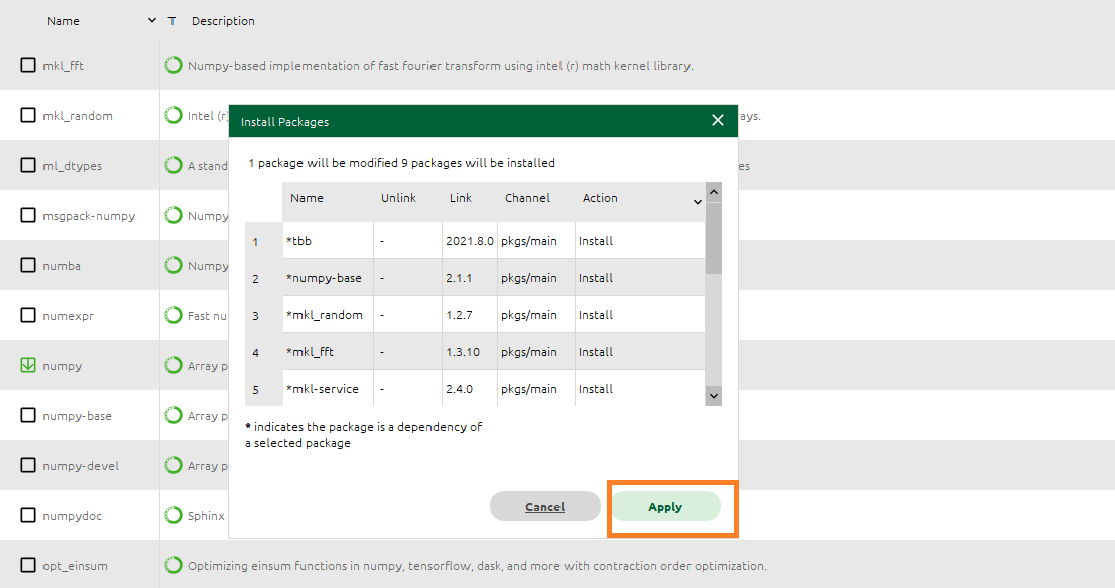 Name T Description
mkl_fft Numpy-based implementation of fast fourier transform using intel (r) math kernel library.
mkl_random Intel (r) ays.
Install Packages
1 package will be modified 9 packages will be installed
ml_dtypes A stand es
Name Unlink Link Channel Action
msgpack-numpy Numpy
1 *tbb - 2021.8.0 pkgs/main Install
numba Numpy
2 *numpy-base - 2.1.1 pkgs/main Install
numexpr Fast nu
3 *mkl_random - 1.2.7 pkgs/main Install
4 *mkl_fft - 1.3.10 pkgs/main Install
numpy Array p
5 *mkl-service - 2.4.0 pkgs/main Install
numpy-base Array p
* indicates the package is a dependency of
a selected package
numpy-devel Array p
Cancel Apply
numpydoc Sphinx
opt_einsum Optimizing einsum functions in numpy, tensorflow, dask, and more with contraction order optimization.